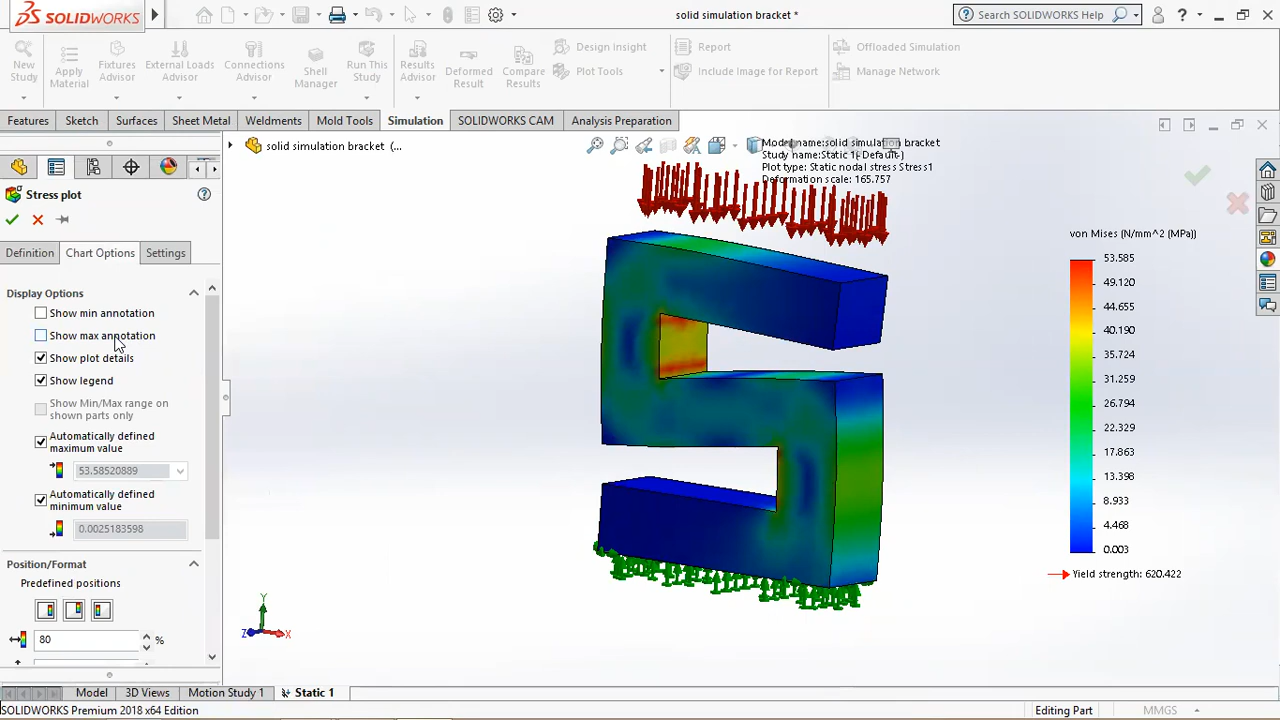 SOLIDWORKS
solid simulation bracket *
Search SOLIDWORKS Help
?
New Study
Apply Material
Fixtures Advisor
External Loads Advisor
Connections Advisor
Shell Manager
Run This Study
Results Advisor
Deformed Result
Compare Results
Design Insight
Plot Tools
Report
Include Image for Report
Offloaded Simulation
Manage Network
Features
Sketch
Surfaces
Sheet Metal
Weldments
Mold Tools
Simulation
SOLIDWORKS CAM
Analysis Preparation
solid simulation bracket (...
Stress plot
?
Definition
Chart Options
Settings
Display Options
Show min annotation
Show max annotation
Show plot details
Show legend
Show Min/Max range on
shown parts only
Automatically defined
maximum value
53.58520889
Automatically defined
minimum value
0.0025183598
Position/Format
Predefined positions
80 %
Model name:solid simulation bracket
Study name:Static 1(-Default-)
Plot type: Static nodal stress Stress1
Deformation scale: 165.757
von Mises (N/mm^2 (MPa))
53.585
49.120
44.655
40.190
35.724
31.259
26.794
22.329
17.863
13.398
8.933
4.468
0.003
Yield strength: 620.422
Y
Z
X
Model
3D Views
Motion Study 1
Static 1
SOLIDWORKS Premium 2018 x64 Edition
Editing Part
MMGS